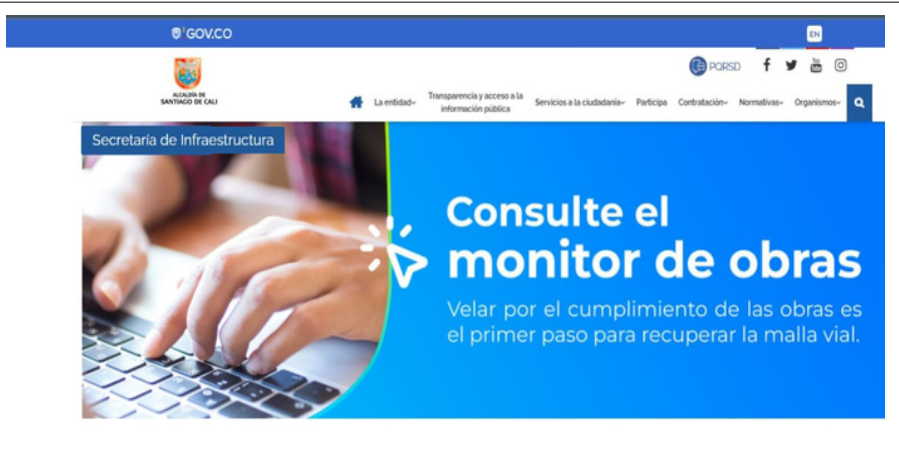 GOV.CO
EN
ALCALDÍA DE
SANTIAGO DE CALI
PQRSD
La entidad
Transparencia y acceso a la
información pública
Servicios a la ciudadanía
Participa
Contratación
Normativas
Organismos
Secretaría de Infraestructura
Consulte el
monitor de obras
Velar por el cumplimiento de las obras es
el primer paso para recuperar la malla vial.